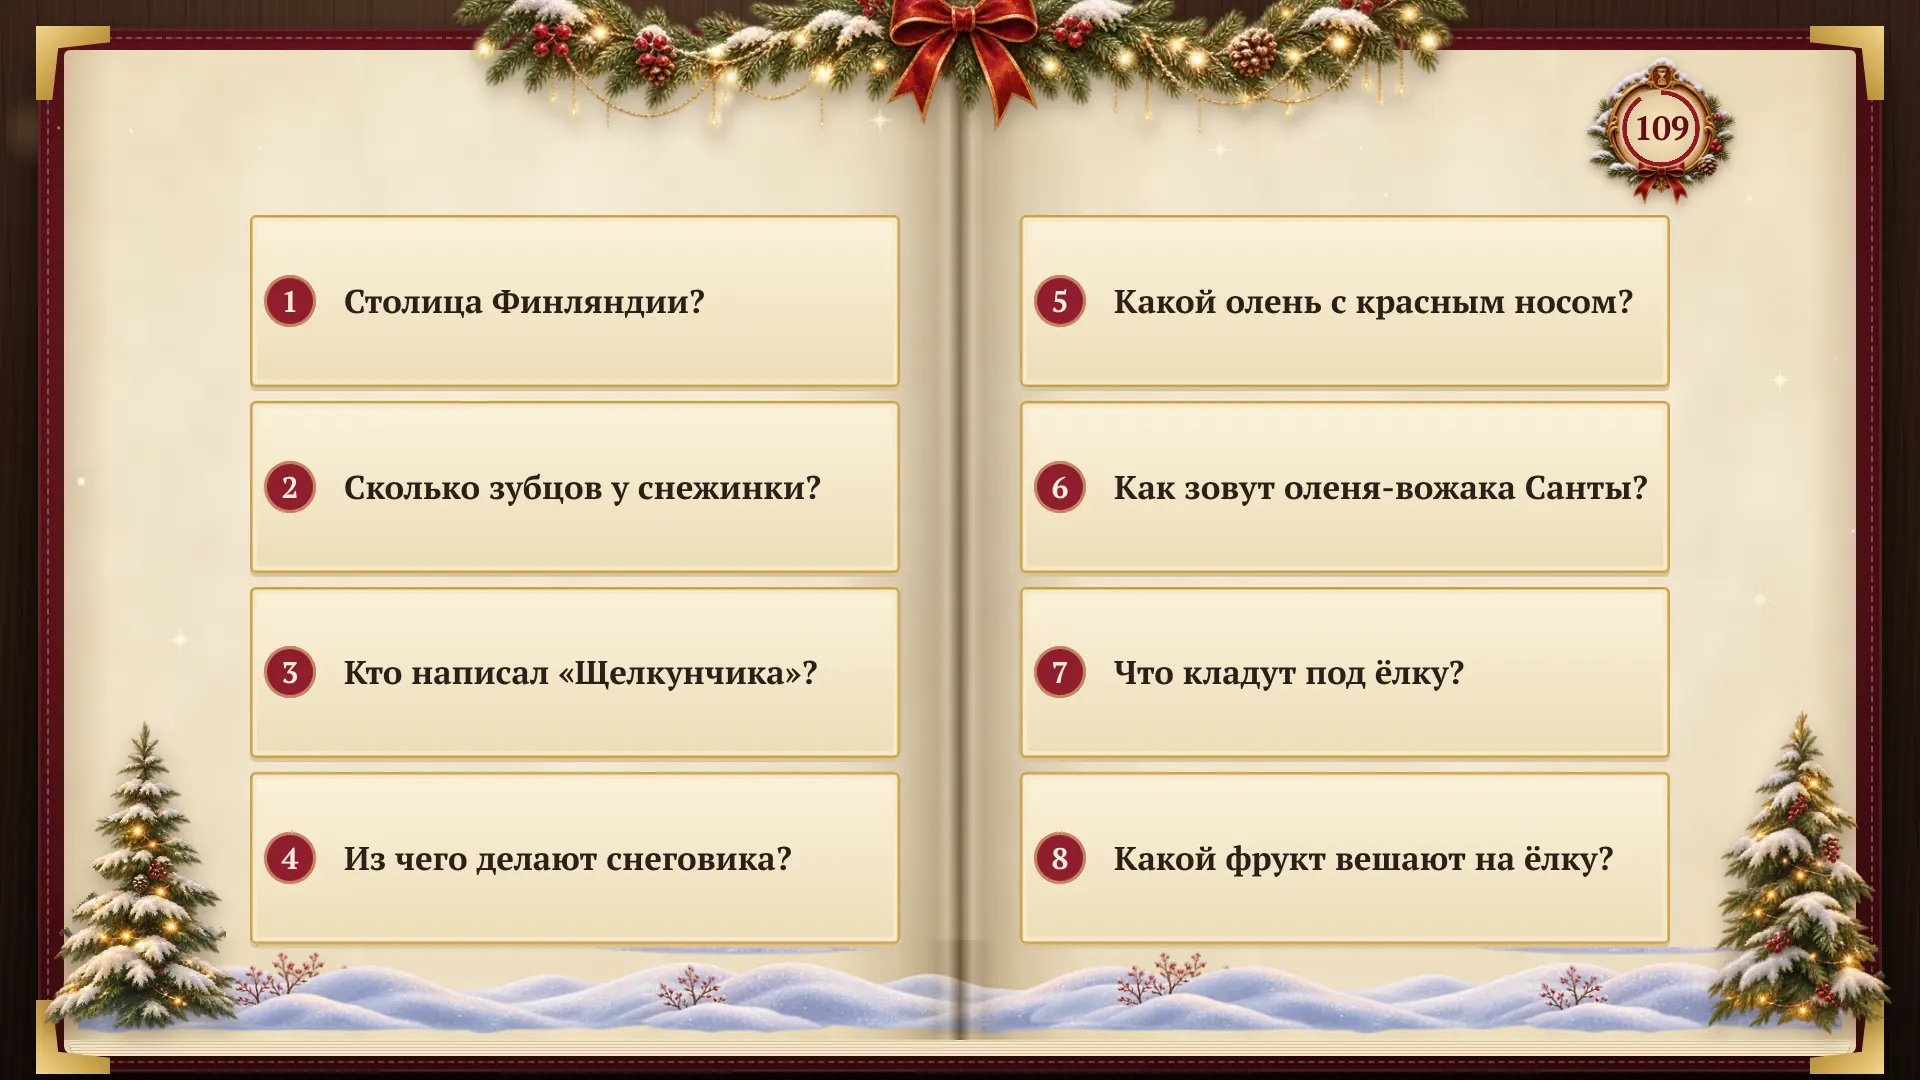 109
1 Столица Финляндии?
2 Сколько зубцов у снежинки?
3 Кто написал «Щелкунчика»?
4 Из чего делают снеговика?
5 Какой олень с красным носом?
6 Как зовут оленя-вожака Санты?
7 Что кладут под ёлку?
8 Какой фрукт вешают на ёлку?